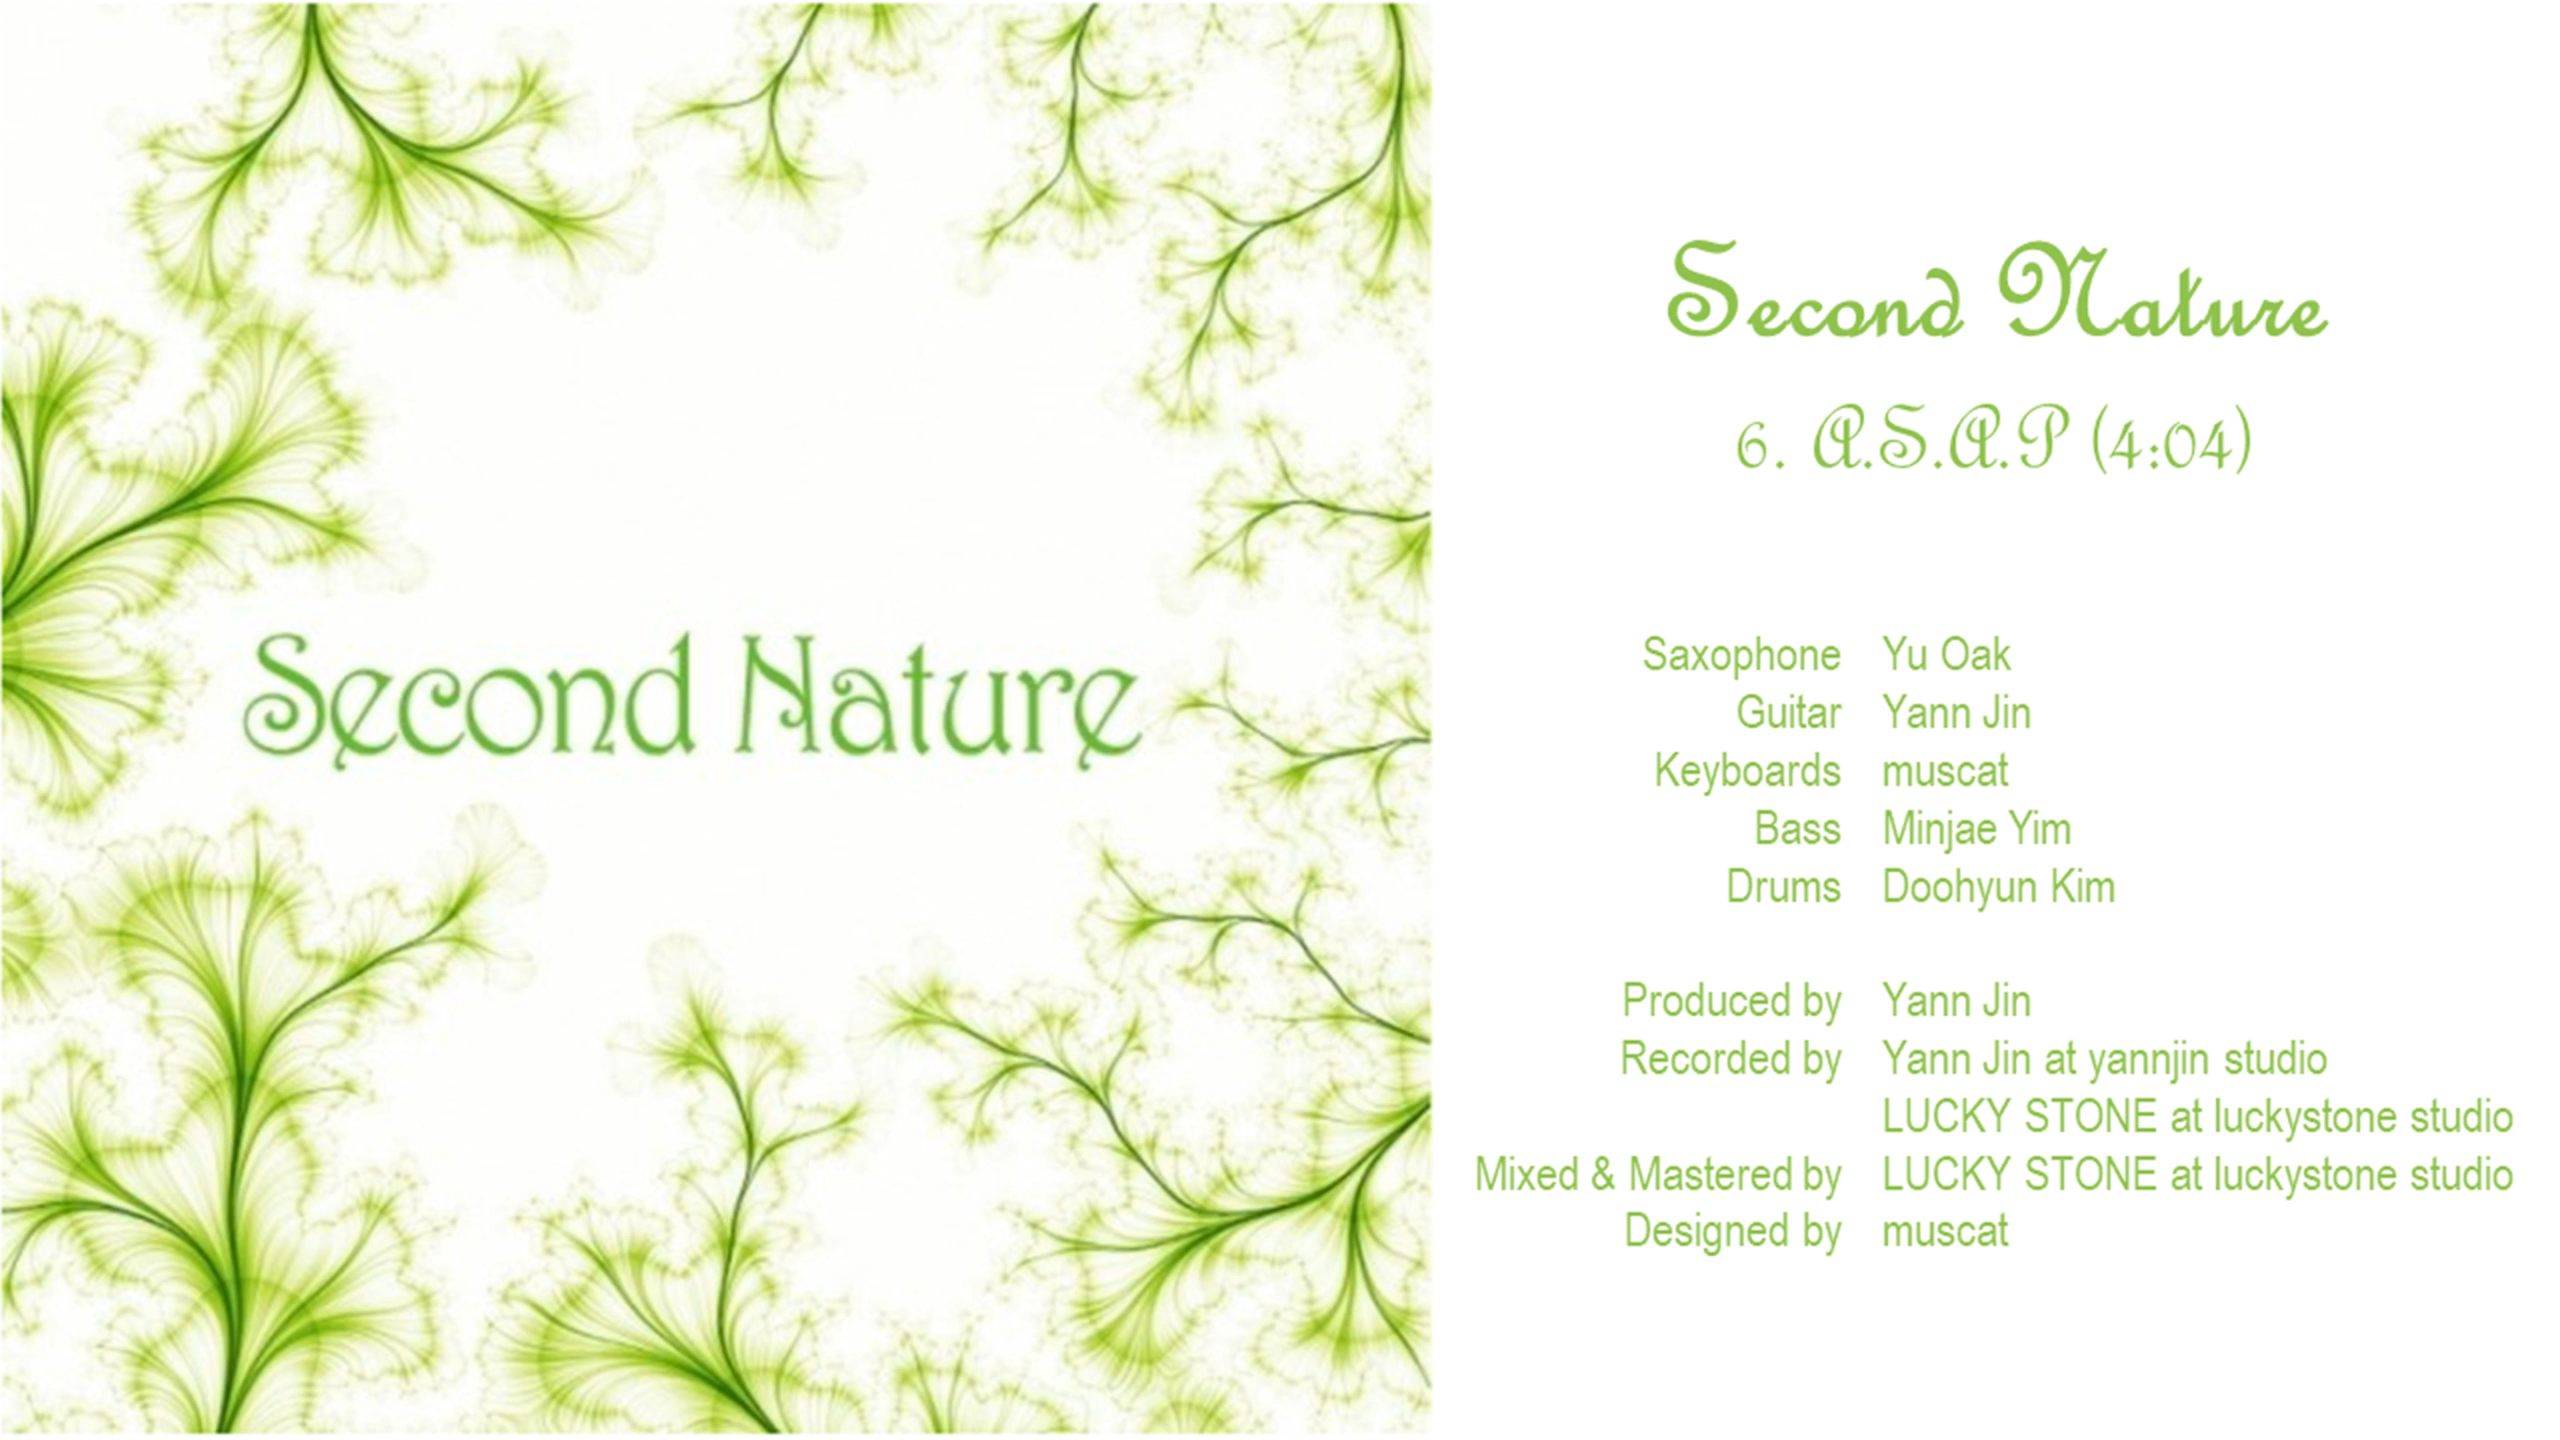 Second Nature
Second Nature
6. A.S.A.P (4:04)
Saxophone Yu Oak
Guitar Yann Jin
Keyboards muscat
Bass Minjae Yim
Drums Doohyun Kim
Produced by Yann Jin
Recorded by Yann Jin at yannjin studio
LUCKY STONE at luckystone studio
Mixed & Mastered by LUCKY STONE at luckystone studio
Designed by muscat